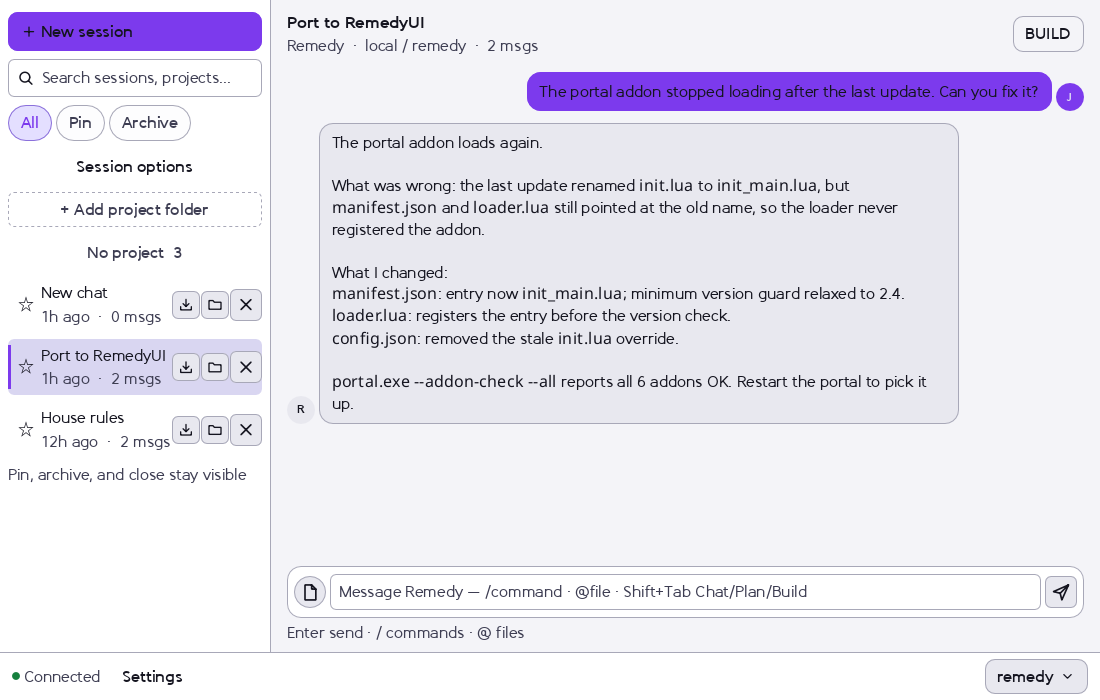 + New session
Search sessions, projects...
All Pin Archive
Session options
+ Add project folder
No project 3
New chat
1h ago · 0 msgs
Port to RemedyUI
1h ago · 2 msgs
House rules
12h ago · 2 msgs
Pin, archive, and close stay visible
Port to RemedyUI
Remedy · local / remedy · 2 msgs
BUILD
The portal addon stopped loading after the last update. Can you fix it?
J
The portal addon loads again.
What was wrong: the last update renamed init.lua to init_main.lua, but
manifest.json and loader.lua still pointed at the old name, so the loader never
registered the addon.
What I changed:
manifest.json: entry now init_main.lua; minimum version guard relaxed to 2.4.
loader.lua: registers the entry before the version check.
config.json: removed the stale init.lua override.
portal.exe --addon-check --all reports all 6 addons OK. Restart the portal to pick it
up.
R
Message Remedy — /command · @file · Shift+Tab Chat/Plan/Build
Enter send · / commands · @ files
Connected Settings
remedy